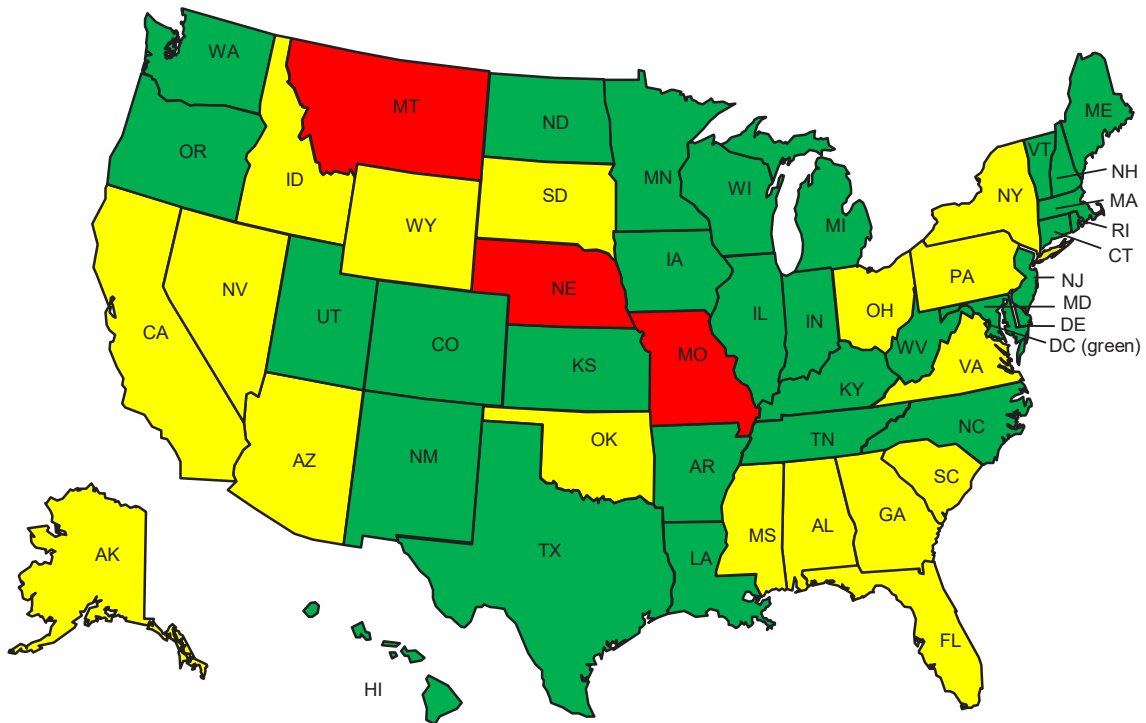 WA
MT
ND
ME
OR
MN
VT
ID
SD
WI
NH
NY
WY
MI
MA
RI
CT
IA
PA
NE
NJ
NV
OH
IL
IN
MD
UT
CA
DE
CO
WV
DC (green)
MO
KS
VA
KY
NC
TN
OK
AZ
NM
AR
SC
GA
MS
AL
TX
AK
LA
FL
HI